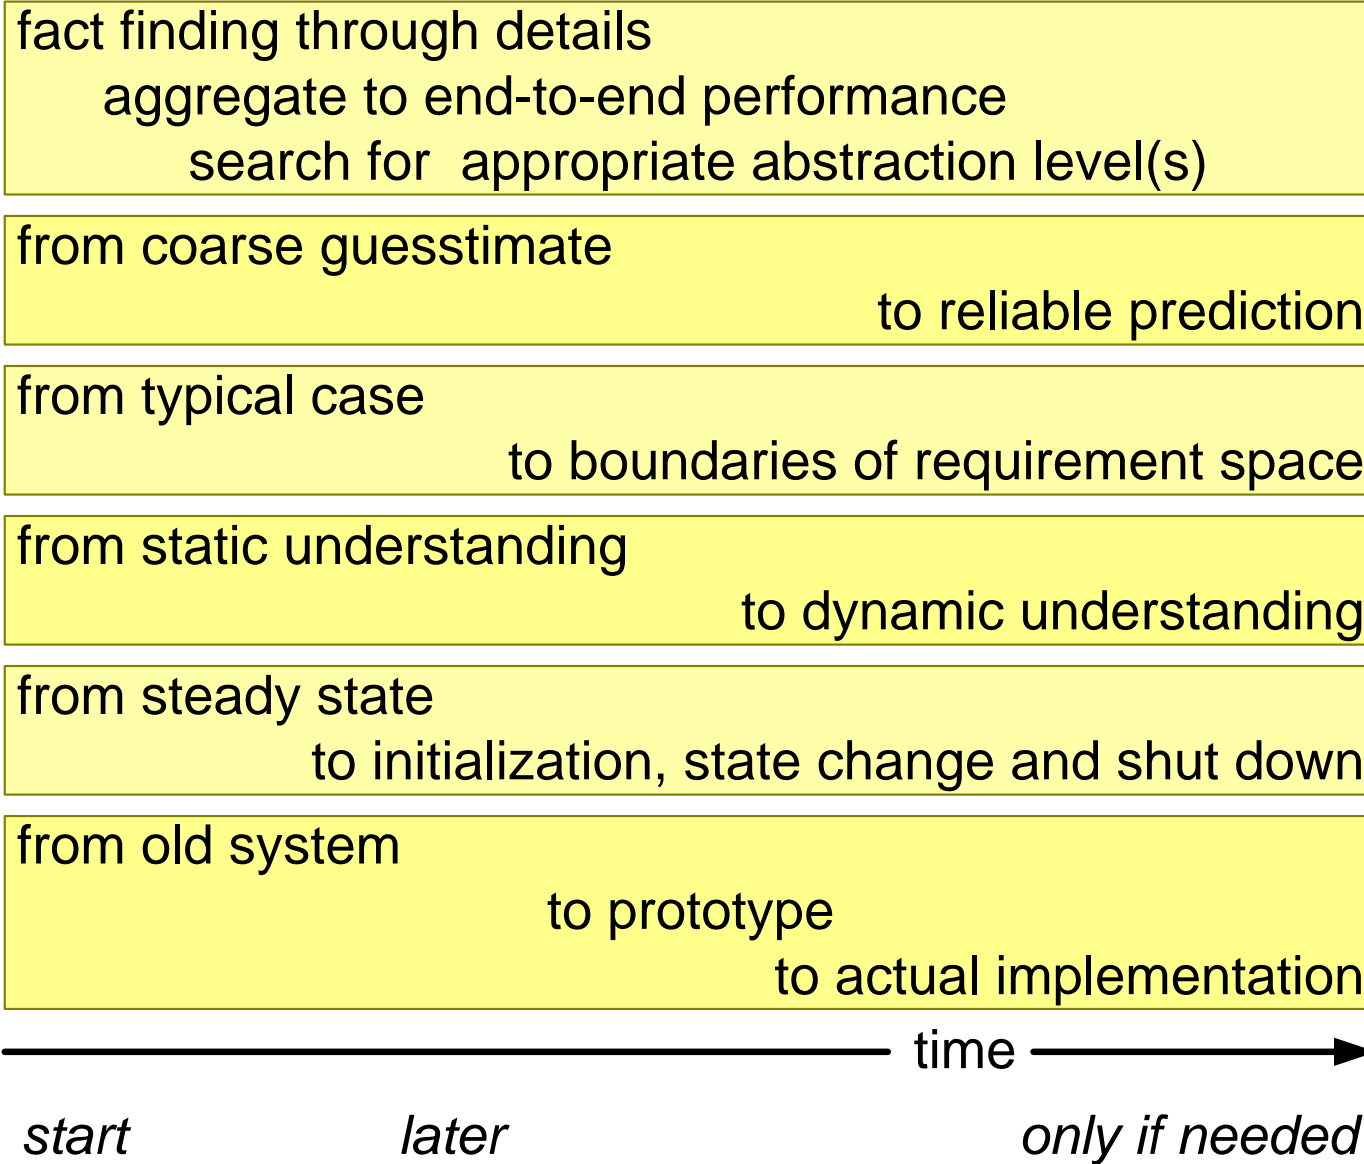 fact finding through details
aggregate to end-to-end performance
search for  appropriate abstraction level(s)
from coarse guesstimate
to reliable prediction
from typical case
to boundaries of requirement space
from static understanding
to dynamic understanding
from steady state
to initialization, state change and shut down
from old system
to prototype
to actual implementation
time
start later only if needed